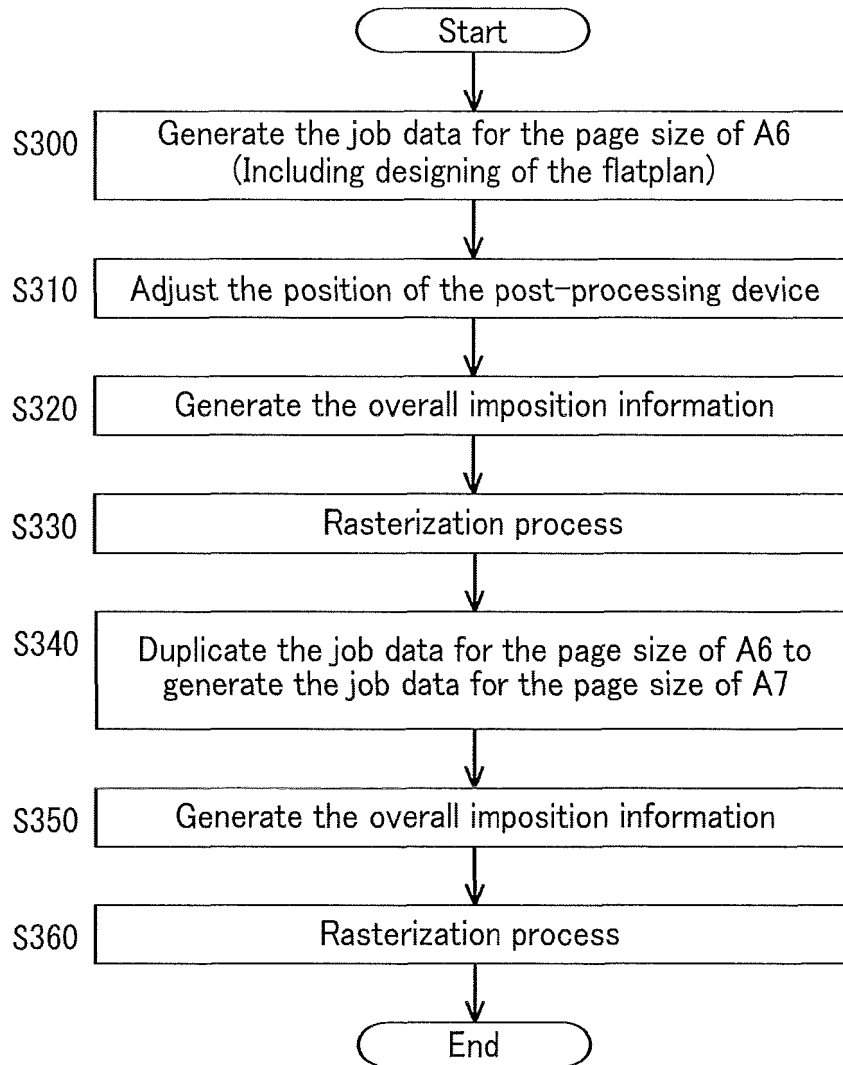 Start
S300
Generate the job data for the page size of A6
(Including designing of the flatplan)
S310
Adjust the position of the post-processing device
S320
Generate the overall imposition information
S330
Rasterization process
S340
Duplicate the job data for the page size of A6 to
generate the job data for the page size of A7
S350
Generate the overall imposition information
S360
Rasterization process
End